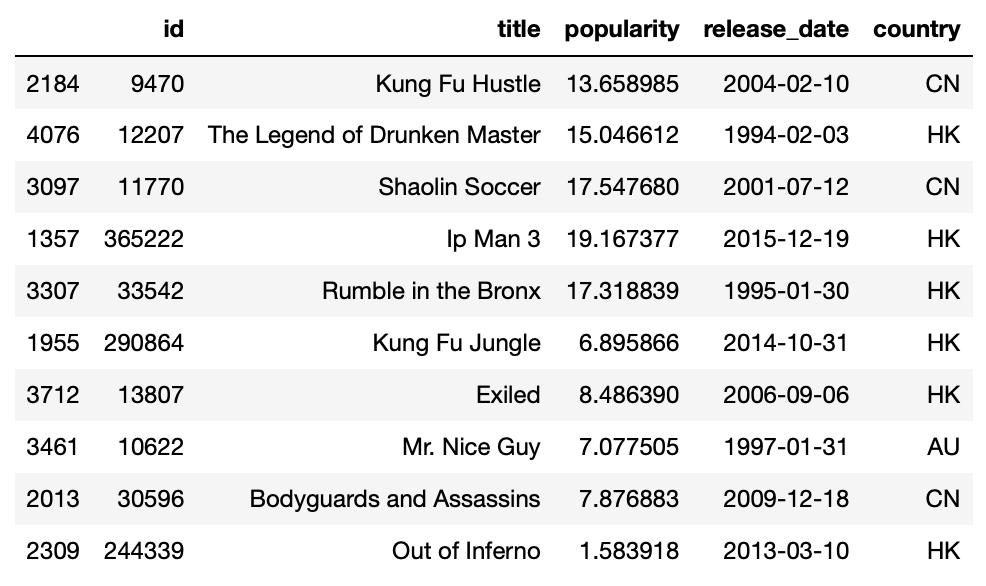 id title popularity release_date country
2184 9470 Kung Fu Hustle 13.658985 2004-02-10 CN
4076 12207 The Legend of Drunken Master 15.046612 1994-02-03 HK
3097 11770 Shaolin Soccer 17.547680 2001-07-12 CN
1357 365222 Ip Man 3 19.167377 2015-12-19 HK
3307 33542 Rumble in the Bronx 17.318839 1995-01-30 HK
1955 290864 Kung Fu Jungle 6.895866 2014-10-31 HK
3712 13807 Exiled 8.486390 2006-09-06 HK
3461 10622 Mr. Nice Guy 7.077505 1997-01-31 AU
2013 30596 Bodyguards and Assassins 7.876883 2009-12-18 CN
2309 244339 Out of Inferno 1.583918 2013-03-10 HK